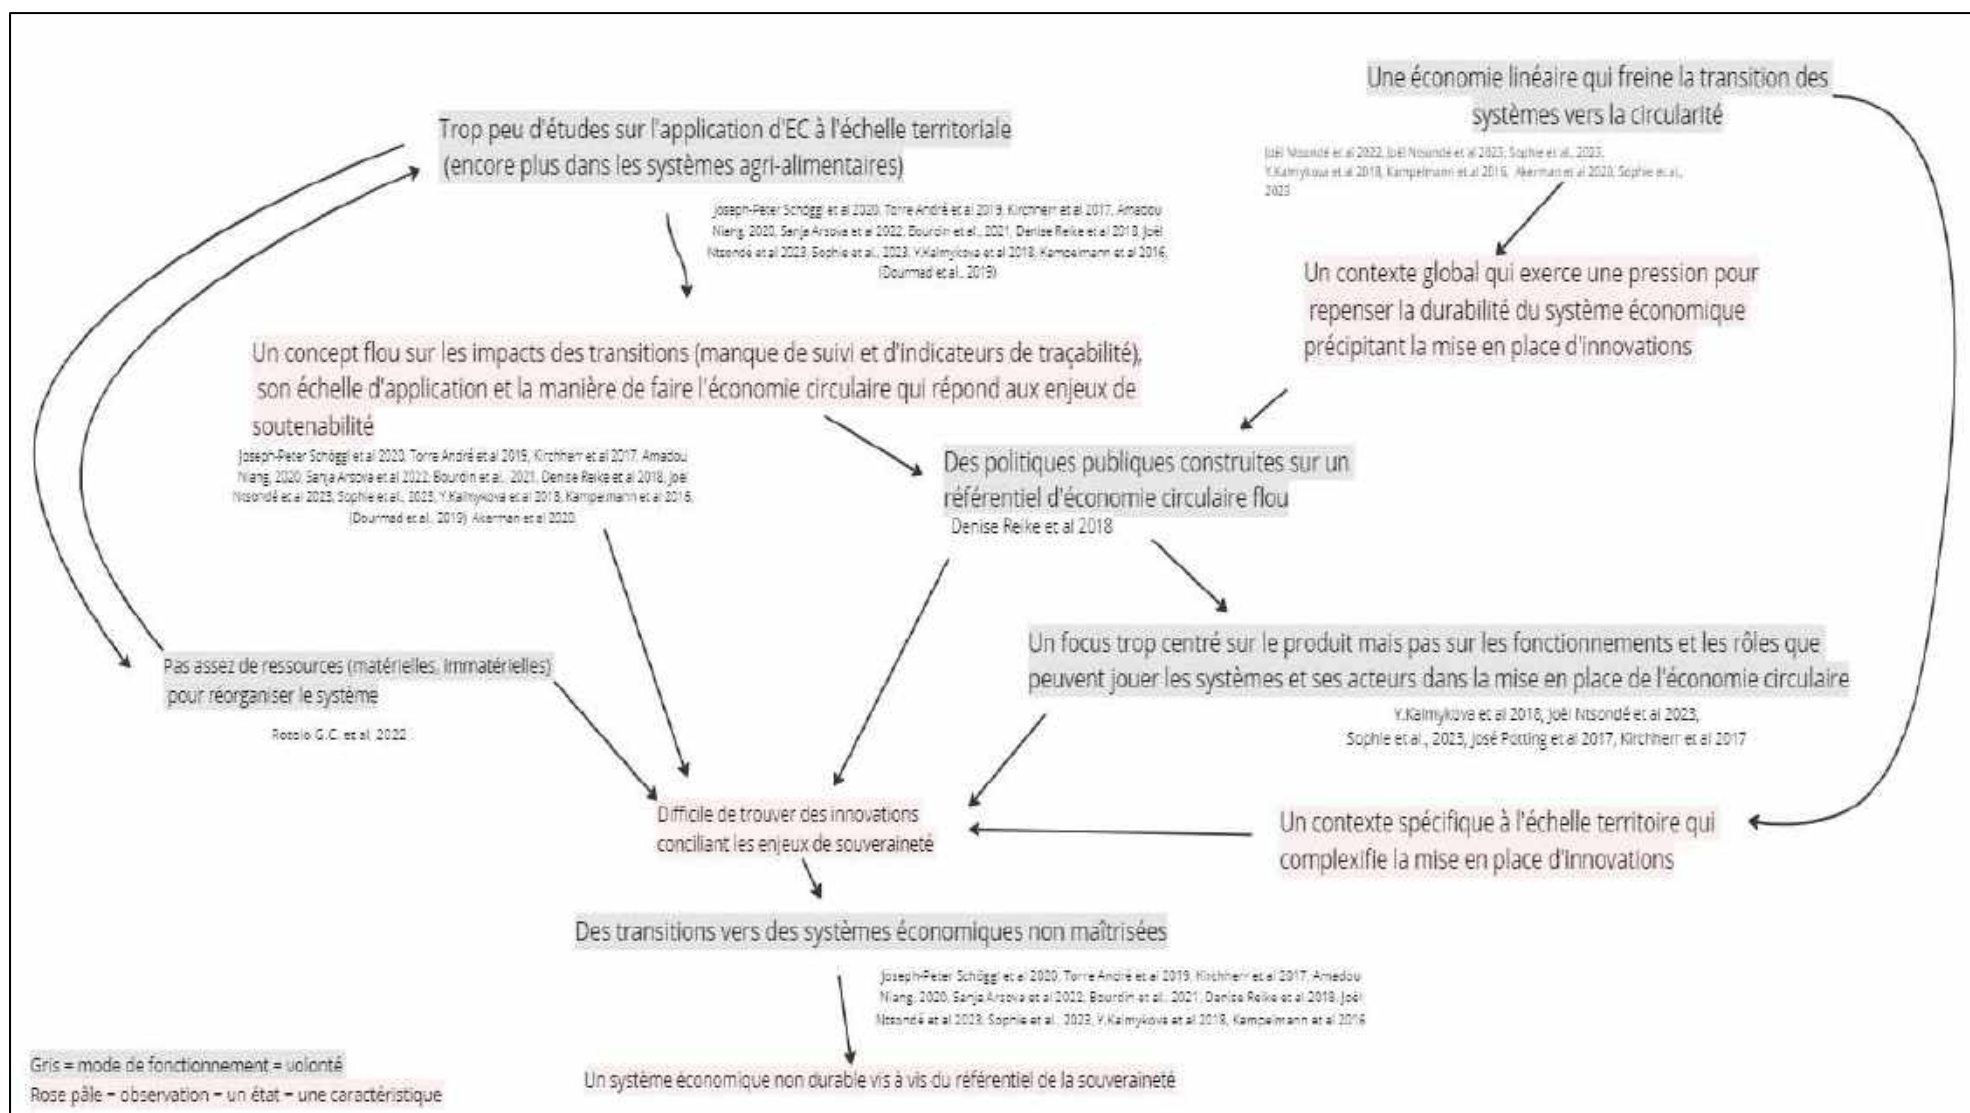 Une économie linéaire qui freine la transition des
systèmes vers la circularité
Joël Ntsondé et al 2022, Joël Ntsondé et al 2023, Sophie et al., 2023,
Y.Kalmykova et al 2018, Kampelmann et al 2016, Akerman et al 2020, Sophie et al.,
2023
Trop peu d'études sur l'application d'EC à l'échelle territoriale
(encore plus dans les systèmes agri-alimentaires)
Joseph-Peter Schöggl et al 2020, Torre André et al 2019, Kirchherr et al 2017, Amadou
Niang, 2020, Sanja Arsova et al 2022, Bourdin et al., 2021, Denise Reike et al 2018, Joël
Ntsondé et al 2023, Sophie et al., 2023, Y.Kalmykova et al 2018, Kampelmann et al 2016,
(Dourmad et al., 2019)
Un contexte global qui exerce une pression pour
repenser la durabilité du système économique
précipitant la mise en place d'innovations
Un concept flou sur les impacts des transitions (manque de suivi et d'indicateurs de traçabilité),
son échelle d'application et la manière de faire l'économie circulaire qui répond aux enjeux de
soutenabilité
Joseph-Peter Schöggl et al 2020, Torre André et al 2019, Kirchherr et al 2017, Amadou
Niang, 2020, Sanja Arsova et al 2022, Bourdin et al., 2021, Denise Reike et al 2018, Joël
Ntsondé et al 2023, Sophie et al., 2023, Y.Kalmykova et al 2018, Kampelmann et al 2016,
(Dourmad et al., 2019) Akerman et al 2020
Des politiques publiques construites sur un
référentiel d'économie circulaire flou
Denise Reike et al 2018
Un focus trop centré sur le produit mais pas sur les fonctionnements et les rôles que
peuvent jouer les systèmes et ses acteurs dans la mise en place de l'économie circulaire
Y.Kalmykova et al 2018, Joël Ntsondé et al 2023,
Sophie et al., 2023, José Potting et al 2017, Kirchherr et al 2017
Pas assez de ressources (matérielles, immatérielles)
pour réorganiser le système
Rotolo G.C. et al, 2022
Difficile de trouver des innovations
conciliant les enjeux de souveraineté
Un contexte spécifique à l'échelle territoire qui
complexifie la mise en place d'innovations
Des transitions vers des systèmes économiques non maîtrisées
Joseph-Peter Schöggl et al 2020, Torre André et al 2019, Kirchherr et al 2017, Amadou
Niang, 2020, Sanja Arsova et al 2022, Bourdin et al., 2021, Denise Reike et al 2018, Joël
Ntsondé et al 2023, Sophie et al., 2023, Y.Kalmykova et al 2018, Kampelmann et al 2016
Un système économique non durable vis à vis du référentiel de la souveraineté
Gris = mode de fonctionnement = volonté
Rose pâle = observation = un état = une caractéristique